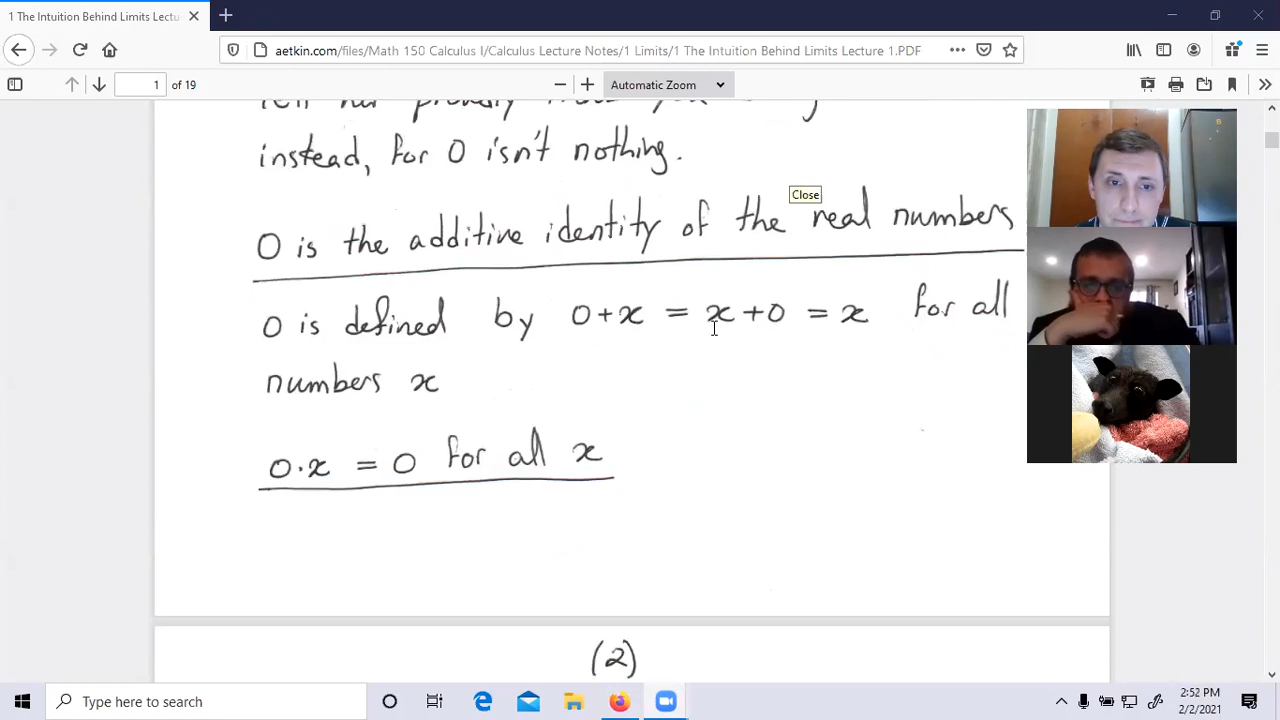 1 The Intuition Behind Limits Lectu
aetkin.com/files/Math 150 Calculus I/Calculus Lecture Notes/1 Limits/1 The Intuition Behind Limits Lecture 1.PDF
1 of 19
Automatic Zoom
instead, for 0 isn't nothing.
Close
0 is the additive identity of the real numbers
0 is defined by 0+x = x+0 = x for all
numbers x
0·x = 0 for all x
(2)
Type here to search
2:52 PM
2/2/2021